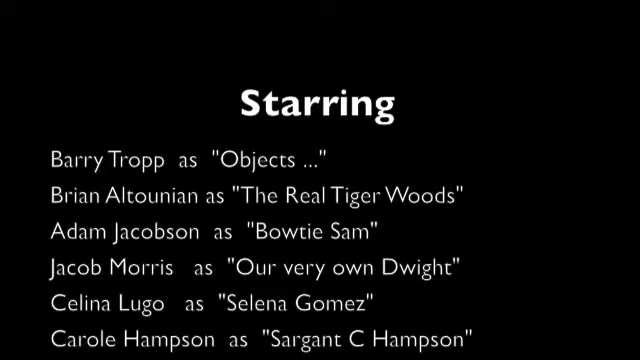 Starring
Barry Tropp as "Objects ..."
Brian Altounian as "The Real Tiger Woods"
Adam Jacobson as "Bowtie Sam"
Jacob Morris as "Our very own Dwight"
Celina Lugo as "Selena Gomez"
Carole Hampson as "Sargant C Hampson"